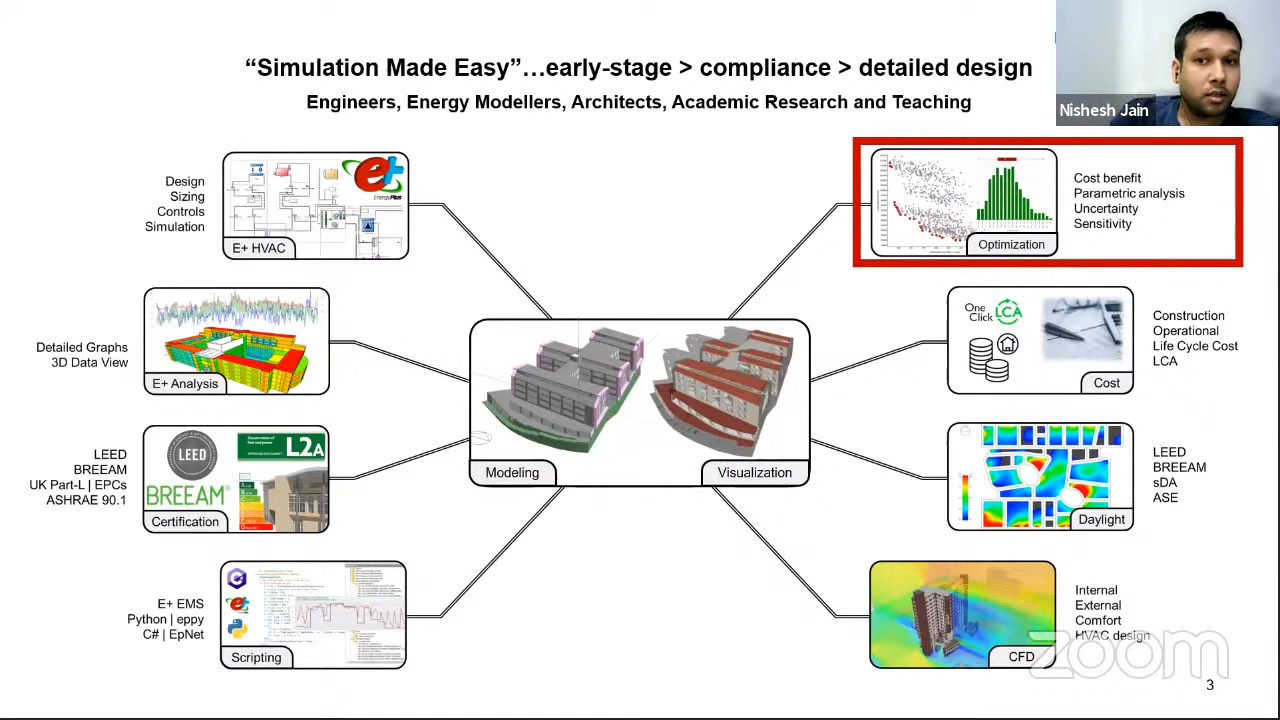 “Simulation Made Easy”…early-stage > compliance > detailed design
Engineers, Energy Modellers, Architects, Academic Research and Teaching
Nishesh Jain
Design
Sizing
Controls
Simulation
EnergyPlus
E+ HVAC
Optimization
Cost benefit
Parametric analysis
Uncertainty
Sensitivity
Detailed Graphs
3D Data View
E+ Analysis
Modeling
Visualization
One
Click LCA
Cost
Construction
Operational
Life Cycle Cost
LCA
LEED
BREEAM
UK Part-L | EPCs
ASHRAE 90.1
LEED
BREEAM®
L2A
Certification
Daylight
LEED
BREEAM
sDA
ASE
E+ EMS
Python | eppy
C# | EpNet
Scripting
CFD
Internal
External
Comfort
HVAC design
zoom
3